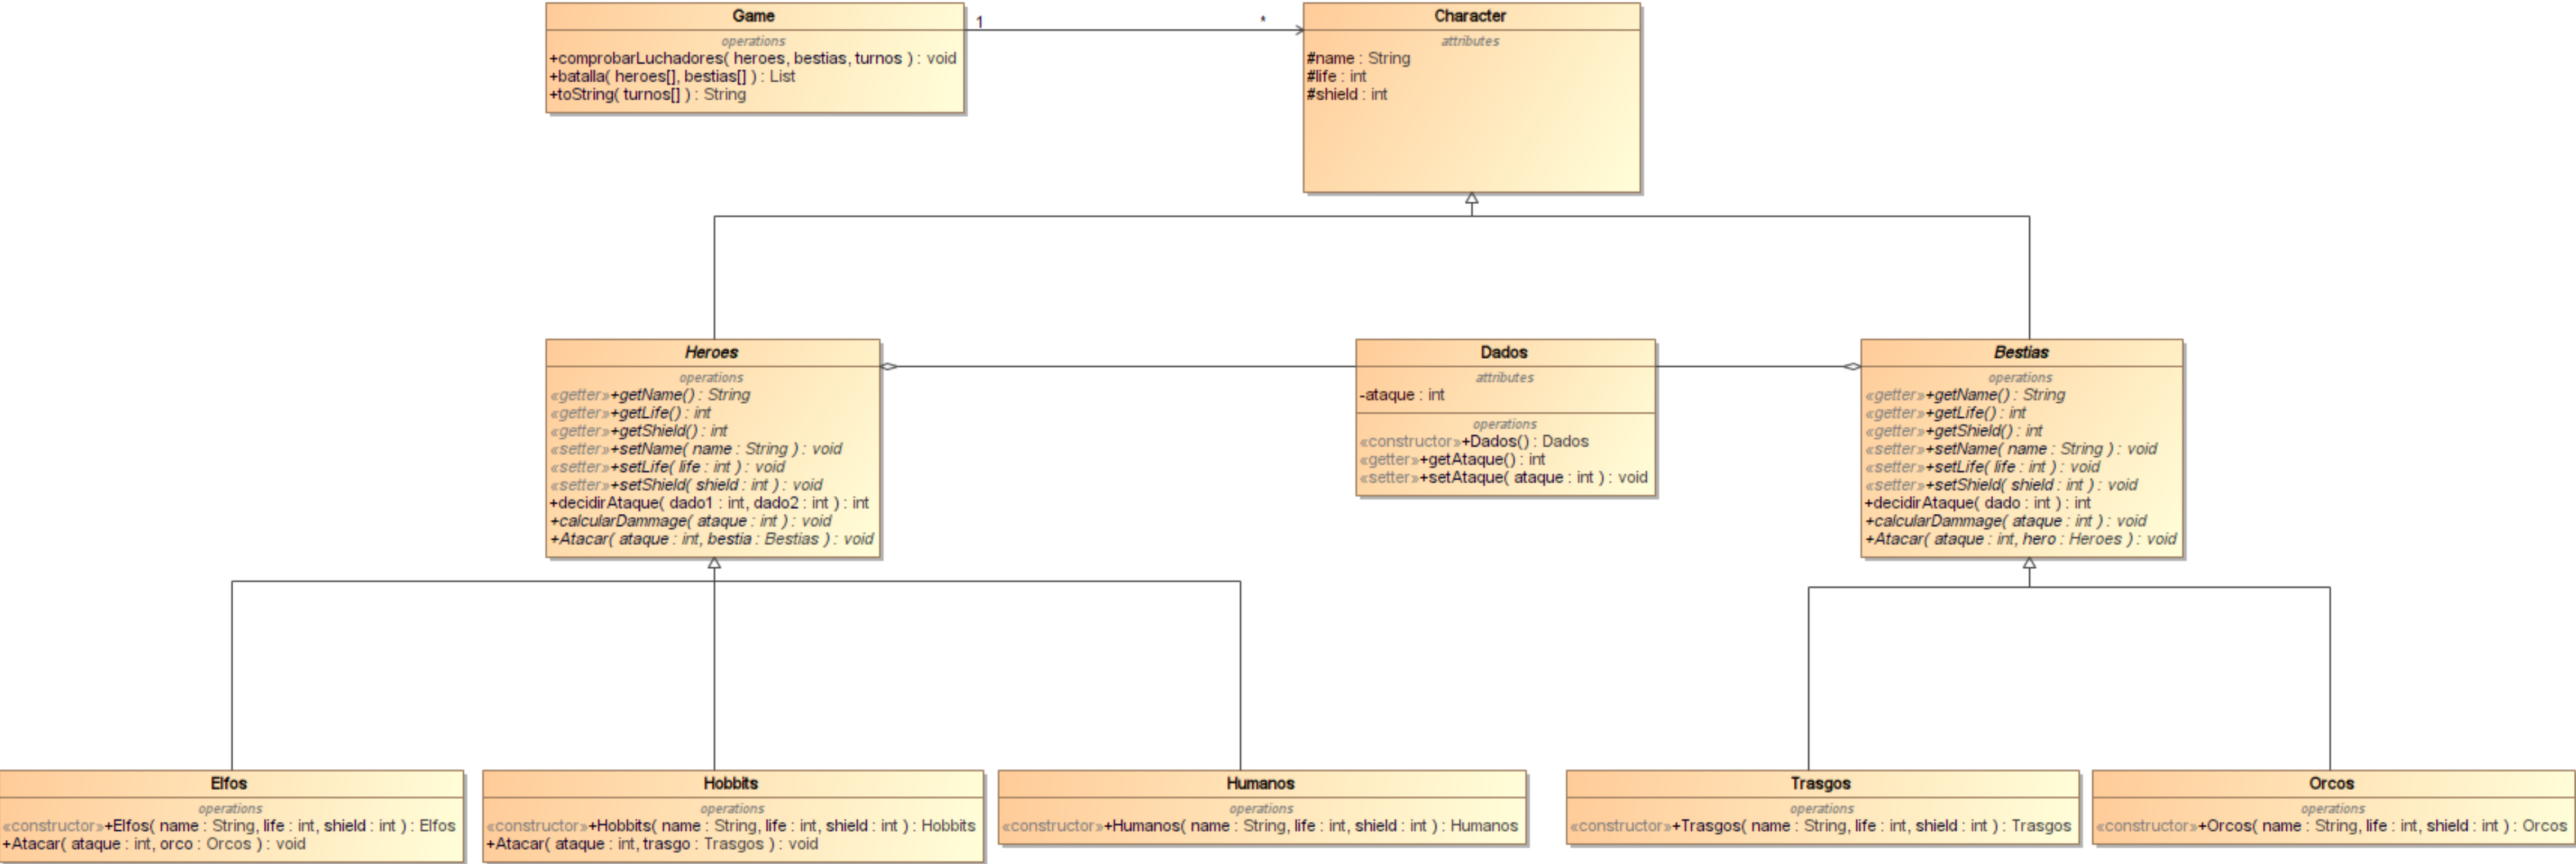 Game
operations
+comprobarLuchadores( heroes, bestias, turnos ) : void
+batalla( heroes[], bestias[] ) : List
+toString( turnos[] ) : String
1
*
Character
attributes
#name : String
#life : int
#shield : int
Heroes
operations
«getter»+getName() : String
«getter»+getLife() : int
«getter»+getShield() : int
«setter»+setName( name : String ) : void
«setter»+setLife( life : int ) : void
«setter»+setShield( shield : int ) : void
+decidirAtaque( dado1 : int, dado2 : int ) : int
+calcularDammage( ataque : int ) : void
+Atacar( ataque : int, bestia : Bestias ) : void
Dados
attributes
-ataque : int
operations
«constructor»+Dados() : Dados
«getter»+getAtaque() : int
«setter»+setAtaque( ataque : int ) : void
Bestias
operations
«getter»+getName() : String
«getter»+getLife() : int
«getter»+getShield() : int
«setter»+setName( name : String ) : void
«setter»+setLife( life : int ) : void
«setter»+setShield( shield : int ) : void
+decidirAtaque( dado : int ) : int
+calcularDammage( ataque : int ) : void
+Atacar( ataque : int, hero : Heroes ) : void
Elfos
operations
«constructor»+Elfos( name : String, life : int, shield : int ) : Elfos
+Atacar( ataque : int, orco : Orcos ) : void
Hobbits
operations
«constructor»+Hobbits( name : String, life : int, shield : int ) : Hobbits
+Atacar( ataque : int, trasgo : Trasgos ) : void
Humanos
operations
«constructor»+Humanos( name : String, life : int, shield : int ) : Humanos
Trasgos
operations
«constructor»+Trasgos( name : String, life : int, shield : int ) : Trasgos
Orcos
operations
«constructor»+Orcos( name : String, life : int, shield : int ) : Orcos